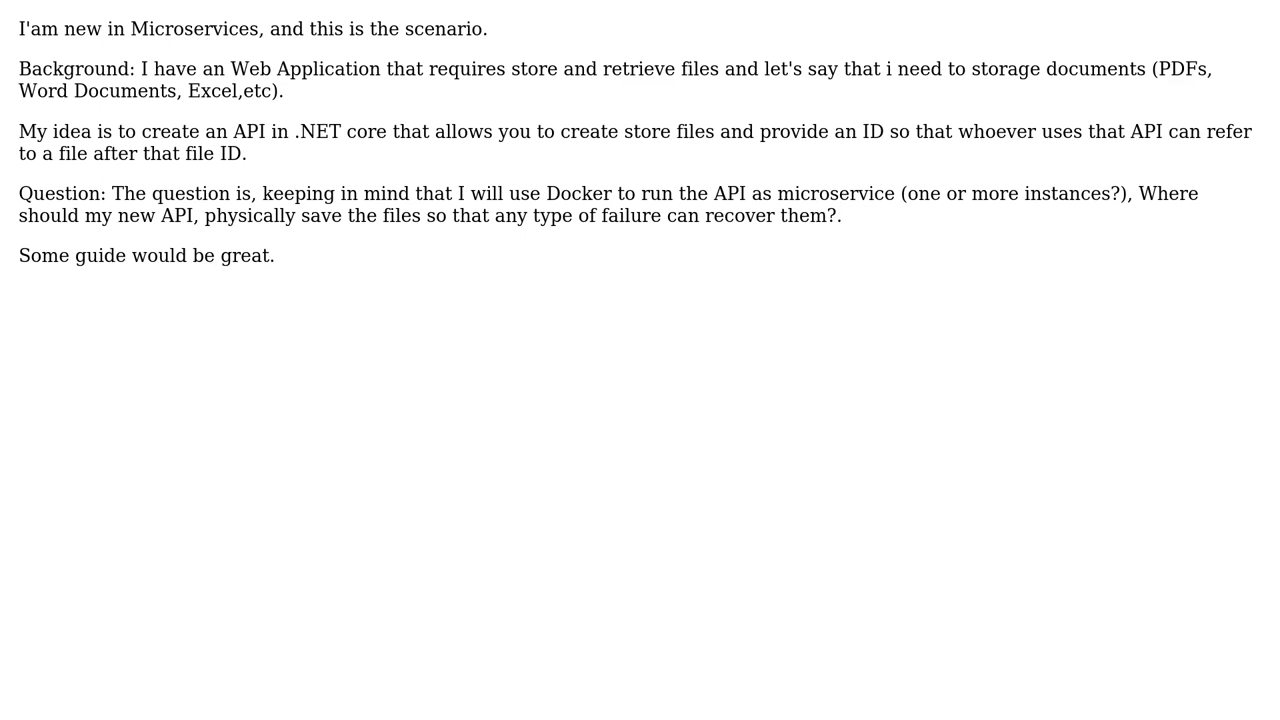 I'am new in Microservices, and this is the scenario.
Background: I have an Web Application that requires store and retrieve files and let's say that i need to storage documents (PDFs,
Word Documents, Excel,etc).
My idea is to create an API in .NET core that allows you to create store files and provide an ID so that whoever uses that API can refer
to a file after that file ID.
Question: The question is, keeping in mind that I will use Docker to run the API as microservice (one or more instances?), Where
should my new API, physically save the files so that any type of failure can recover them?.
Some guide would be great.